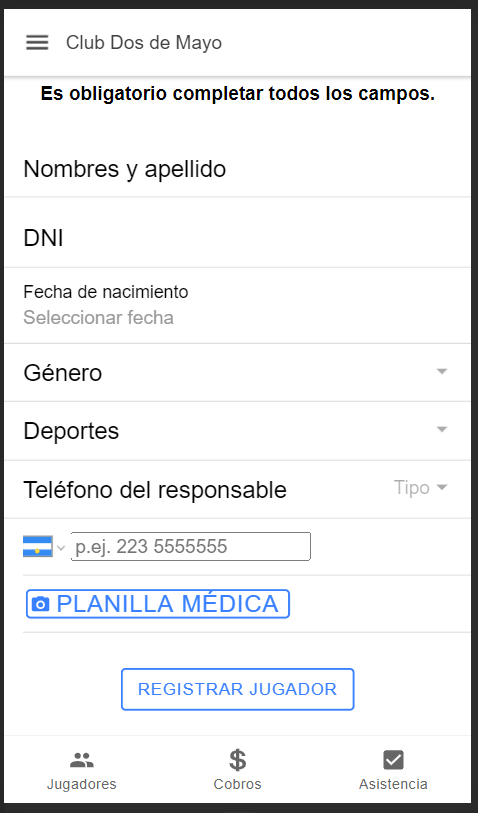 Club Dos de Mayo
Es obligatorio completar todos los campos.
Nombres y apellido
DNI
Fecha de nacimiento
Seleccionar fecha
Género
Deportes
Teléfono del responsable Tipo
p.ej. 223 5555555
PLANILLA MÉDICA
REGISTRAR JUGADOR
Jugadores Cobros Asistencia